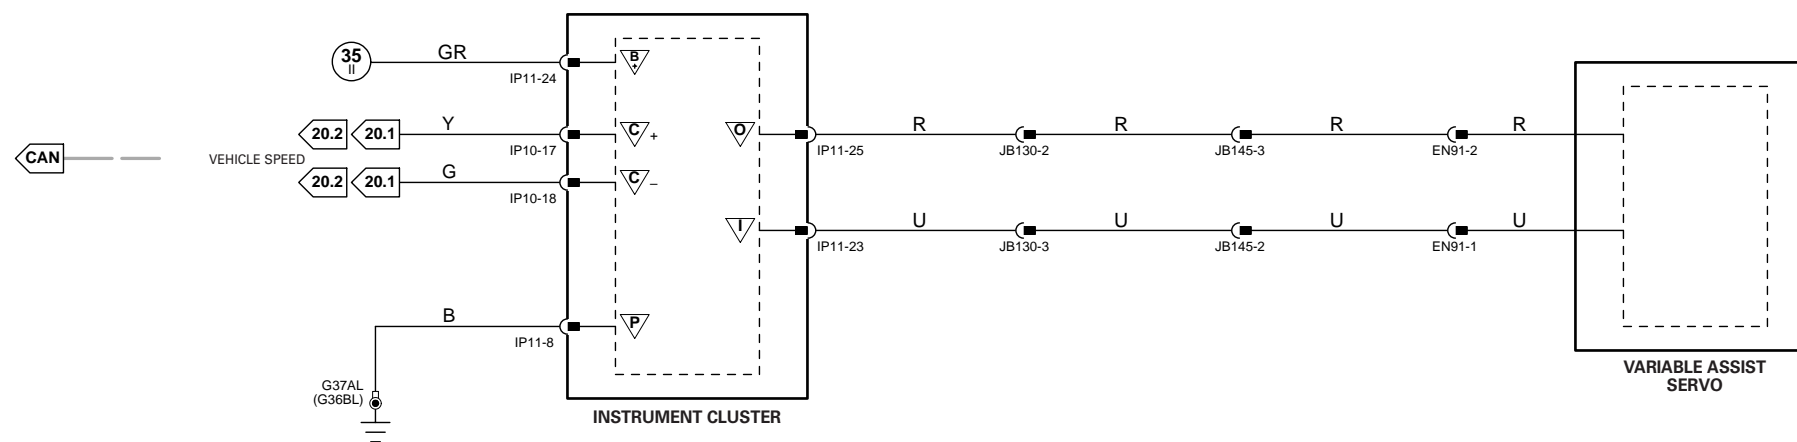 35
II
GR
IP11-24
B
+
20.2 20.1 Y
IP10-17
C +
CAN
VEHICLE SPEED
20.2 20.1 G
IP10-18
C –
O
IP11-25
R
JB130-2
R
JB145-3
R
EN91-2
R
I
IP11-23
U
JB130-3
U
JB145-2
U
EN91-1
U
B
IP11-8
P
G37AL
(G36BL)
INSTRUMENT CLUSTER
VARIABLE ASSIST
SERVO